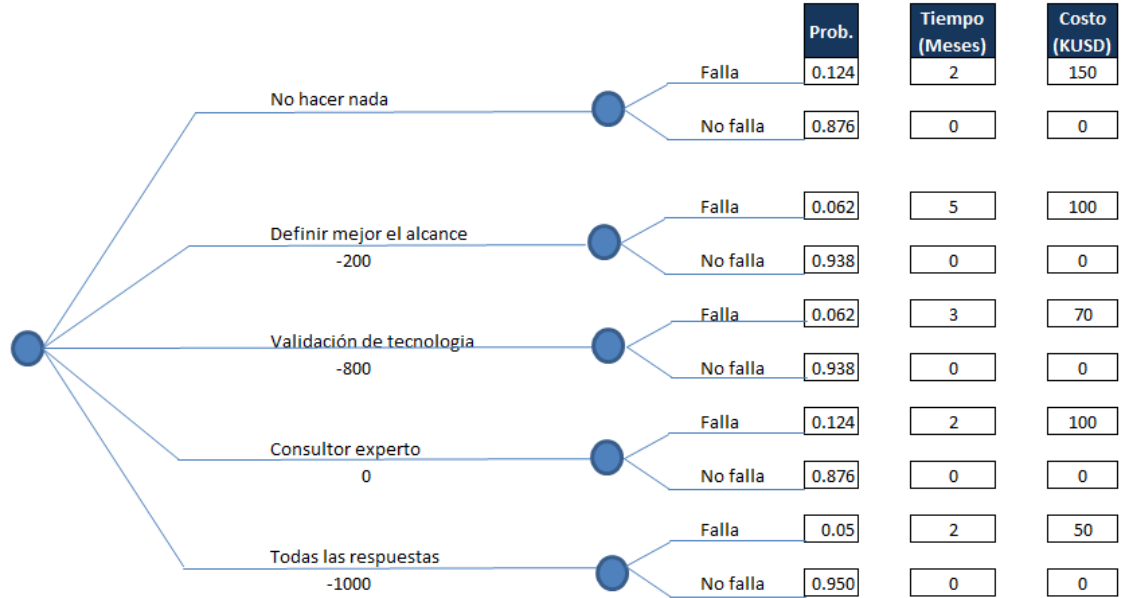 Prob. Tiempo (Meses) Costo (KUSD)
Falla 0.124 2 150
No hacer nada
No falla 0.876 0 0
Falla 0.062 5 100
Definir mejor el alcance
-200
No falla 0.938 0 0
Falla 0.062 3 70
Validación de tecnologia
-800
No falla 0.938 0 0
Falla 0.124 2 100
Consultor experto
0
No falla 0.876 0 0
Falla 0.05 2 50
Todas las respuestas
-1000
No falla 0.950 0 0